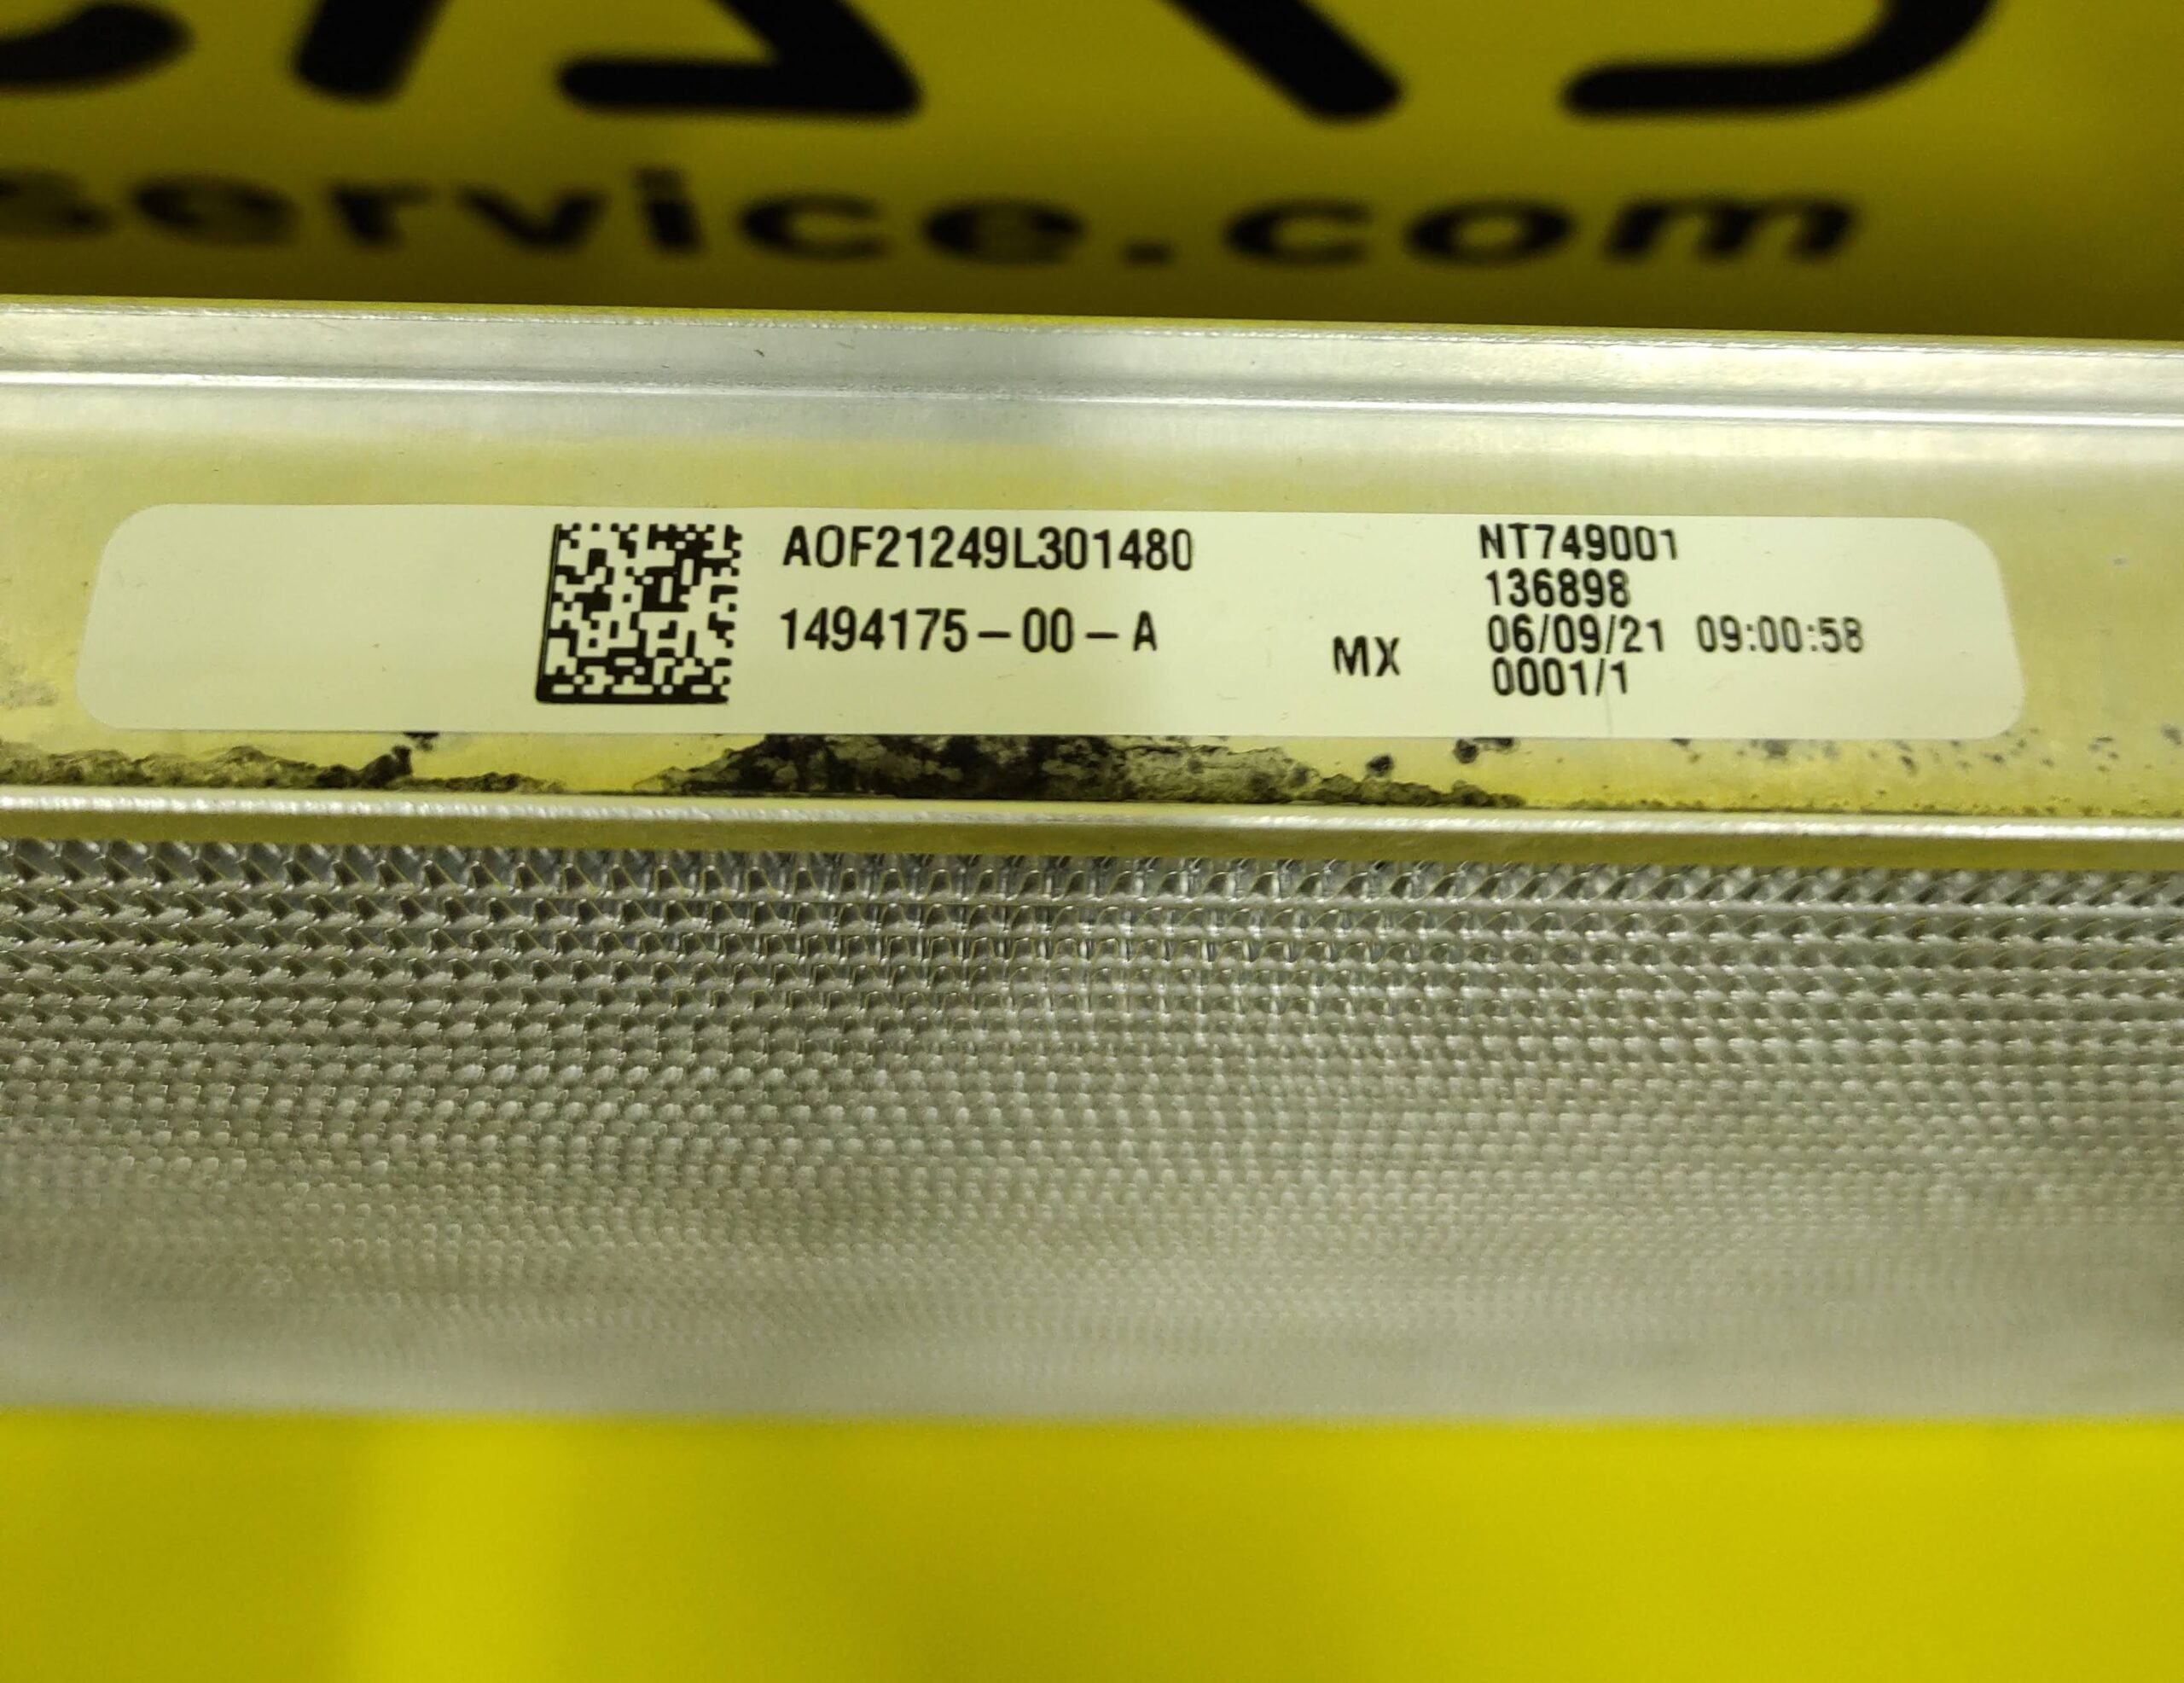 service.com
AOF21249L301480
1494175-00-A
MX
NT749001
136898
06/09/21 09:00:58
0001/1